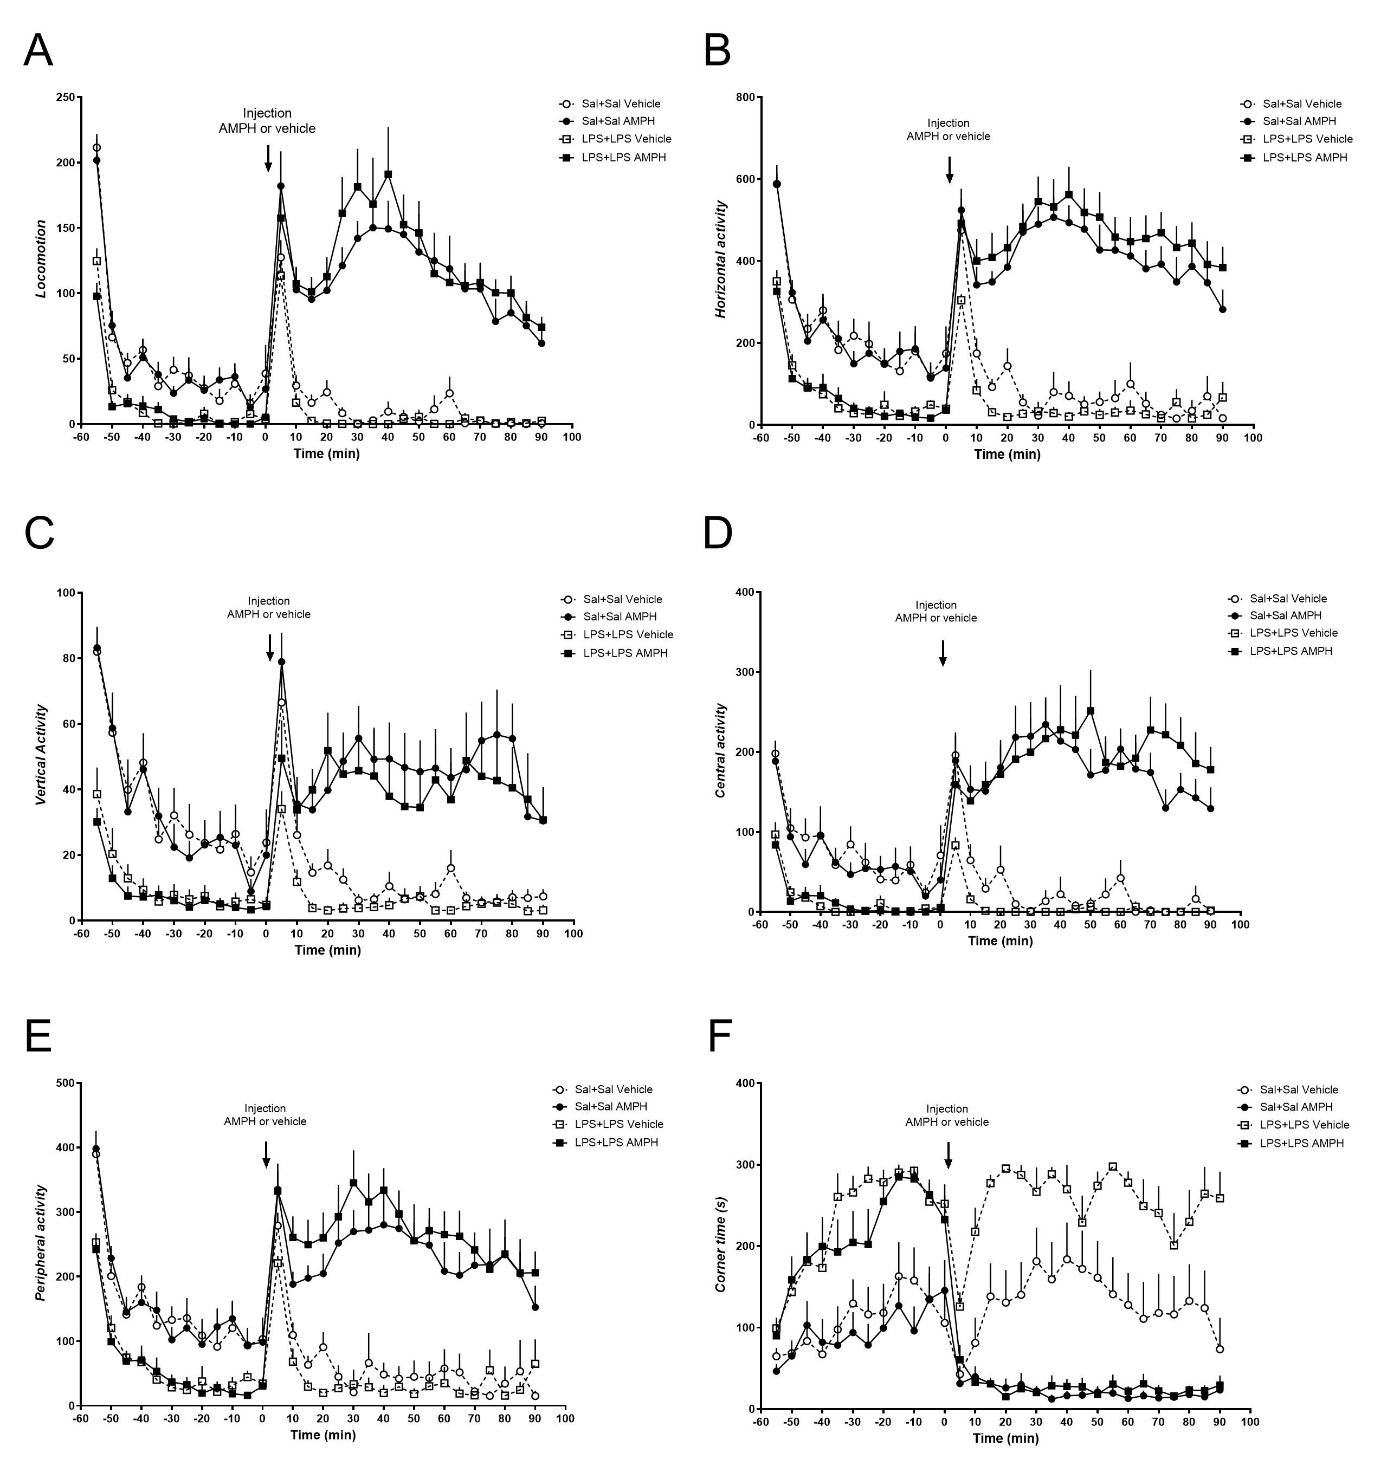 A
250
200
150
100
50
0
Locomotion
Injection
AMPH or vehicle
Sal+Sal Vehicle
Sal+Sal AMPH
LPS+LPS Vehicle
LPS+LPS AMPH
-60 -50 -40 -30 -20 -10 0 10 20 30 40 50 60 70 80 90 100
Time (min)
B
800
600
400
200
0
Horizontal activity
Injection
AMPH or vehicle
Sal+Sal Vehicle
Sal+Sal AMPH
LPS+LPS Vehicle
LPS+LPS AMPH
-60 -50 -40 -30 -20 -10 0 10 20 30 40 50 60 70 80 90 100
Time (min)
C
100
80
60
40
20
0
Vertical Activity
Injection
AMPH or vehicle
Sal+Sal Vehicle
Sal+Sal AMPH
LPS+LPS Vehicle
LPS+LPS AMPH
-60 -50 -40 -30 -20 -10 0 10 20 30 40 50 60 70 80 90 100
Time (min)
D
400
300
200
100
0
Central activity
Injection
AMPH or vehicle
Sal+Sal Vehicle
Sal+Sal AMPH
LPS+LPS Vehicle
LPS+LPS AMPH
-60 -50 -40 -30 -20 -10 0 10 20 30 40 50 60 70 80 90 100
Time (min)
E
500
400
300
200
100
0
Peripheral activity
Injection
AMPH or vehicle
Sal+Sal Vehicle
Sal+Sal AMPH
LPS+LPS Vehicle
LPS+LPS AMPH
-60 -50 -40 -30 -20 -10 0 10 20 30 40 50 60 70 80 90 100
Time (min)
F
400
300
200
100
0
Corner time (s)
Injection
AMPH or vehicle
Sal+Sal Vehicle
Sal+Sal AMPH
LPS+LPS Vehicle
LPS+LPS AMPH
-60 -50 -40 -30 -20 -10 0 10 20 30 40 50 60 70 80 90 100
Time (min)